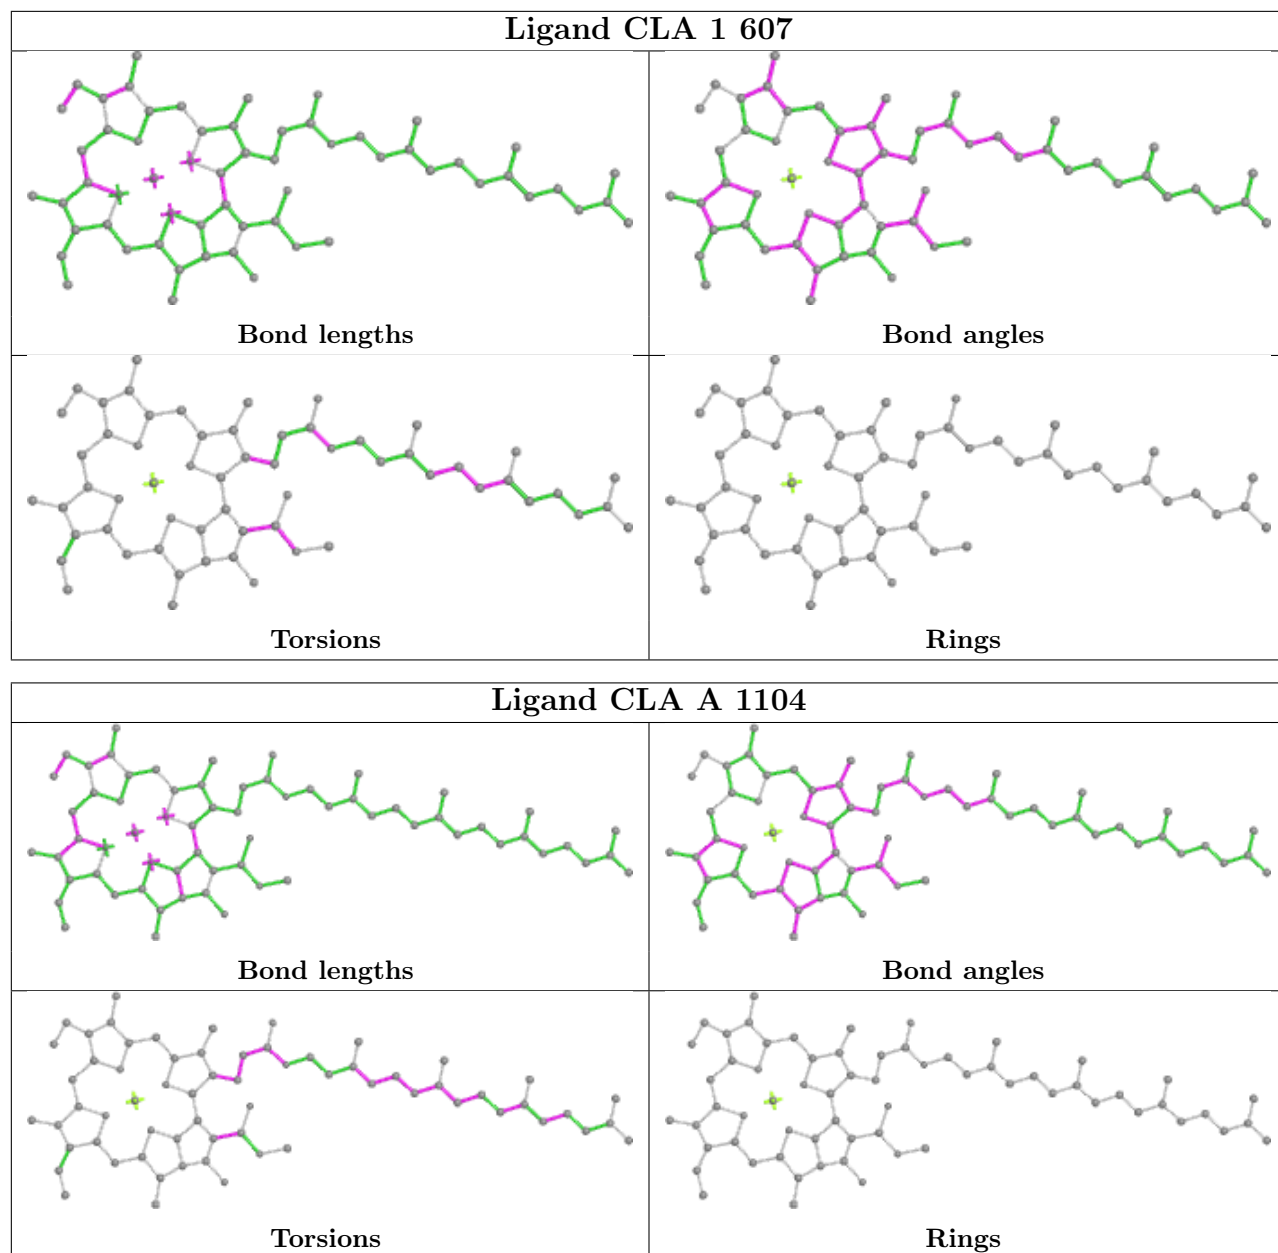 Ligand CLA 1 607
Bond lengths
Bond angles
Torsions
Rings
Ligand CLA A 1104
Bond lengths
Bond angles
Torsions
Rings